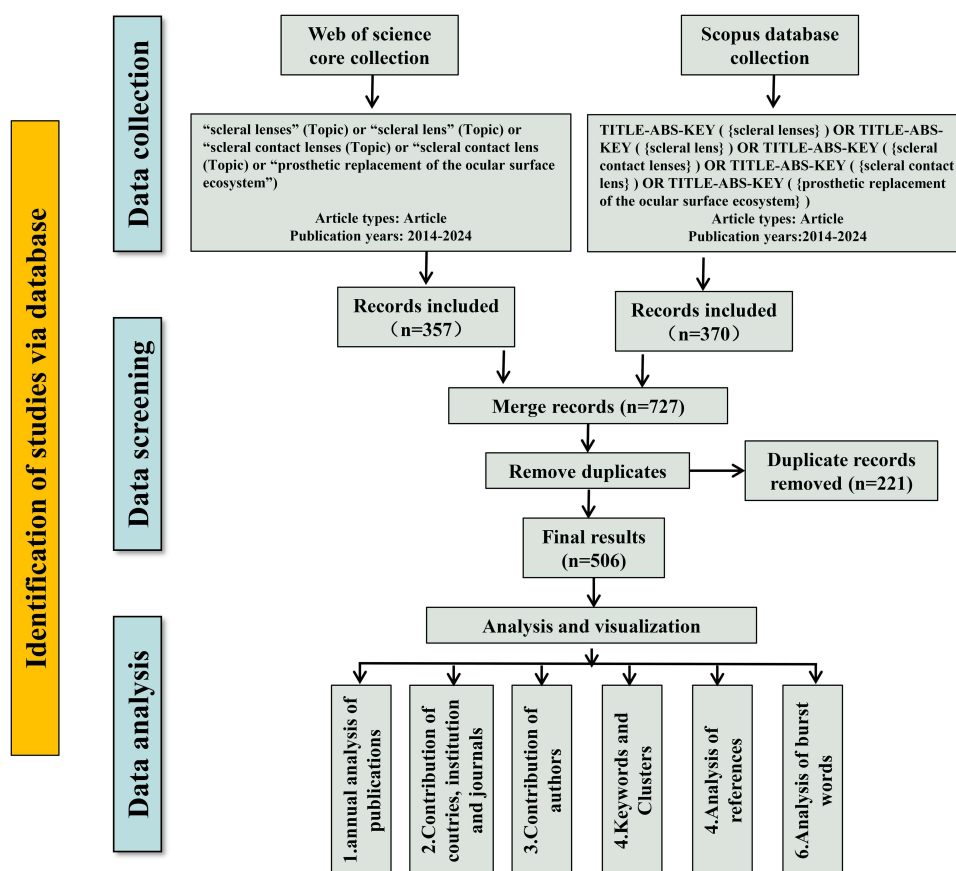 Identification of studies via database
Data collection
Web of science
core collection
Scopus database
collection
“scleral lenses” (Topic) or “scleral lens” (Topic) or
“scleral contact lenses (Topic) or “scleral contact lens
(Topic) or “prosthetic replacement of the ocular surface
ecosystem”)
Article types: Article
Publication years: 2014-2024
TITLE-ABS-KEY ( {scleral lenses} ) OR TITLE-ABS-
KEY ( {scleral lens} ) OR TITLE-ABS-KEY ( {scleral
contact lenses} ) OR TITLE-ABS-KEY ( {scleral contact
lens} ) OR TITLE-ABS-KEY ( {prosthetic replacement
of the ocular surface ecosystem} )
Article types: Article
Publication years:2014-2024
Data screening
Records included
（n=357）
Records included
（n=370）
Merge records (n=727)
Remove duplicates
Duplicate records
removed (n=221)
Final results
(n=506)
Data analysis
Analysis and visualization
1.annual analysis of
publications
2.Contribution of
coutries, institution
and journals
3.Contribution of
authors
4.Keywords and
Clusters
4.Analysis of
references
6.Analysis of burst
words